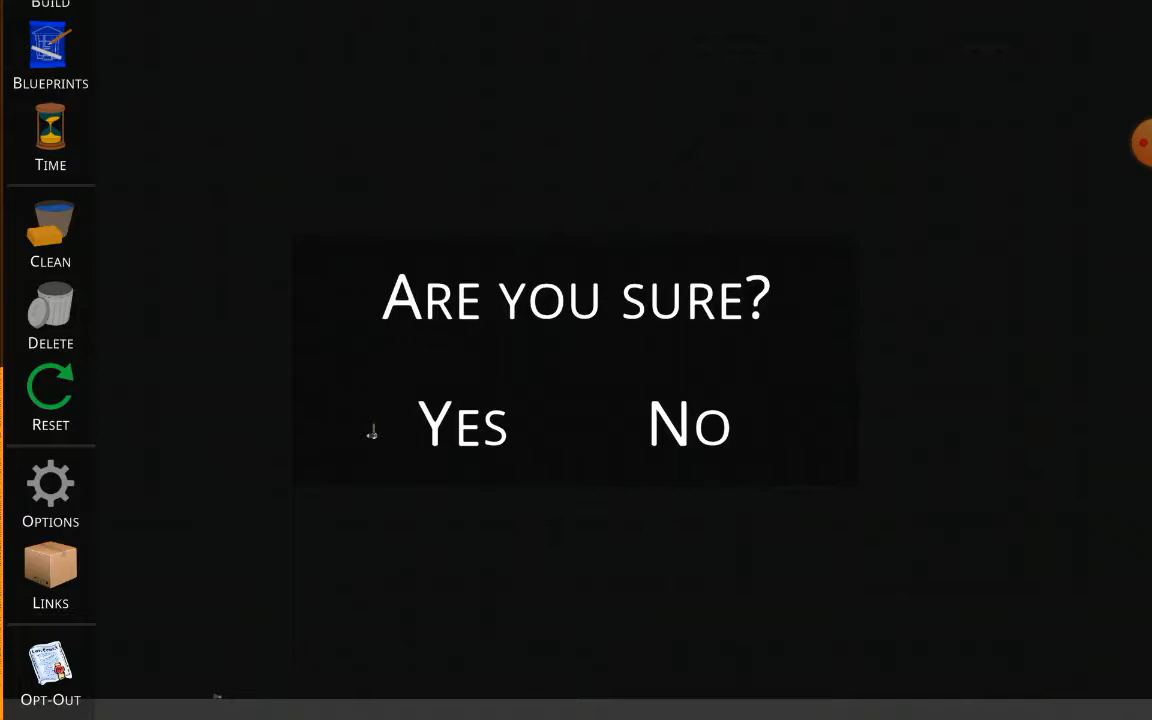 BUILD
BLUEPRINTS
TIME
CLEAN
DELETE
RESET
OPTIONS
LINKS
OPT-OUT
ARE YOU SURE?
YES NO